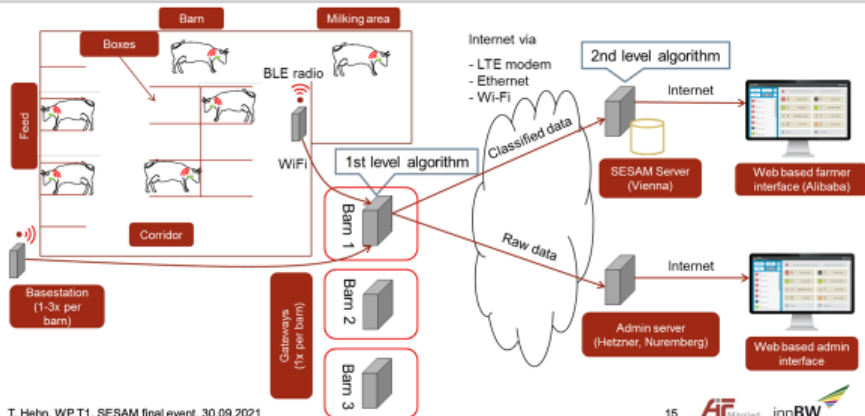 Barn
Milking area
Boxes
BLE radio
Internet via
- LTE modem
- Ethernet
- Wi-Fi
2nd level algorithm
Internet
Feed
WiFi
1st level algorithm
Classified data
SESAM Server
(Vienna)
Web based farmer
interface (Alibaba)
Corridor
Barn 1
Raw data
Internet
Basestation
(1-3x per
barn)
Gateways
(1x per barn)
Barn 2
Admin server
(Hetzner, Nuremberg)
Web based admin
interface
Barn 3
T. Hehn, WP T1, SESAM final event, 30.09.2021
15
AiF
Mitglied
innBW